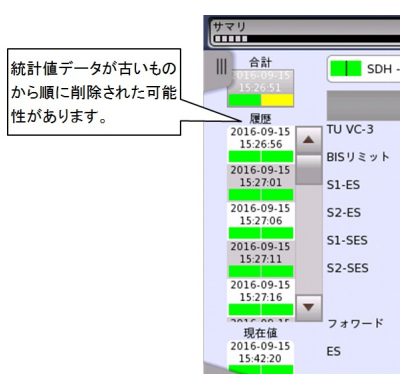 サマリ
統計値データが古いもの
から順に削除された可能
性があります。
合計
2016-09-15
15:26:51
履歴
2016-09-15
15:26:56
2016-09-15
15:27:01
2016-09-15
15:27:06
2016-09-15
15:27:11
2016-09-15
15:27:16
現在値
2016-09-15
15:42:20
SDH -
TU VC-3
BISリミット
S1-ES
S2-ES
S1-SES
S2-SES
フォワード
ES